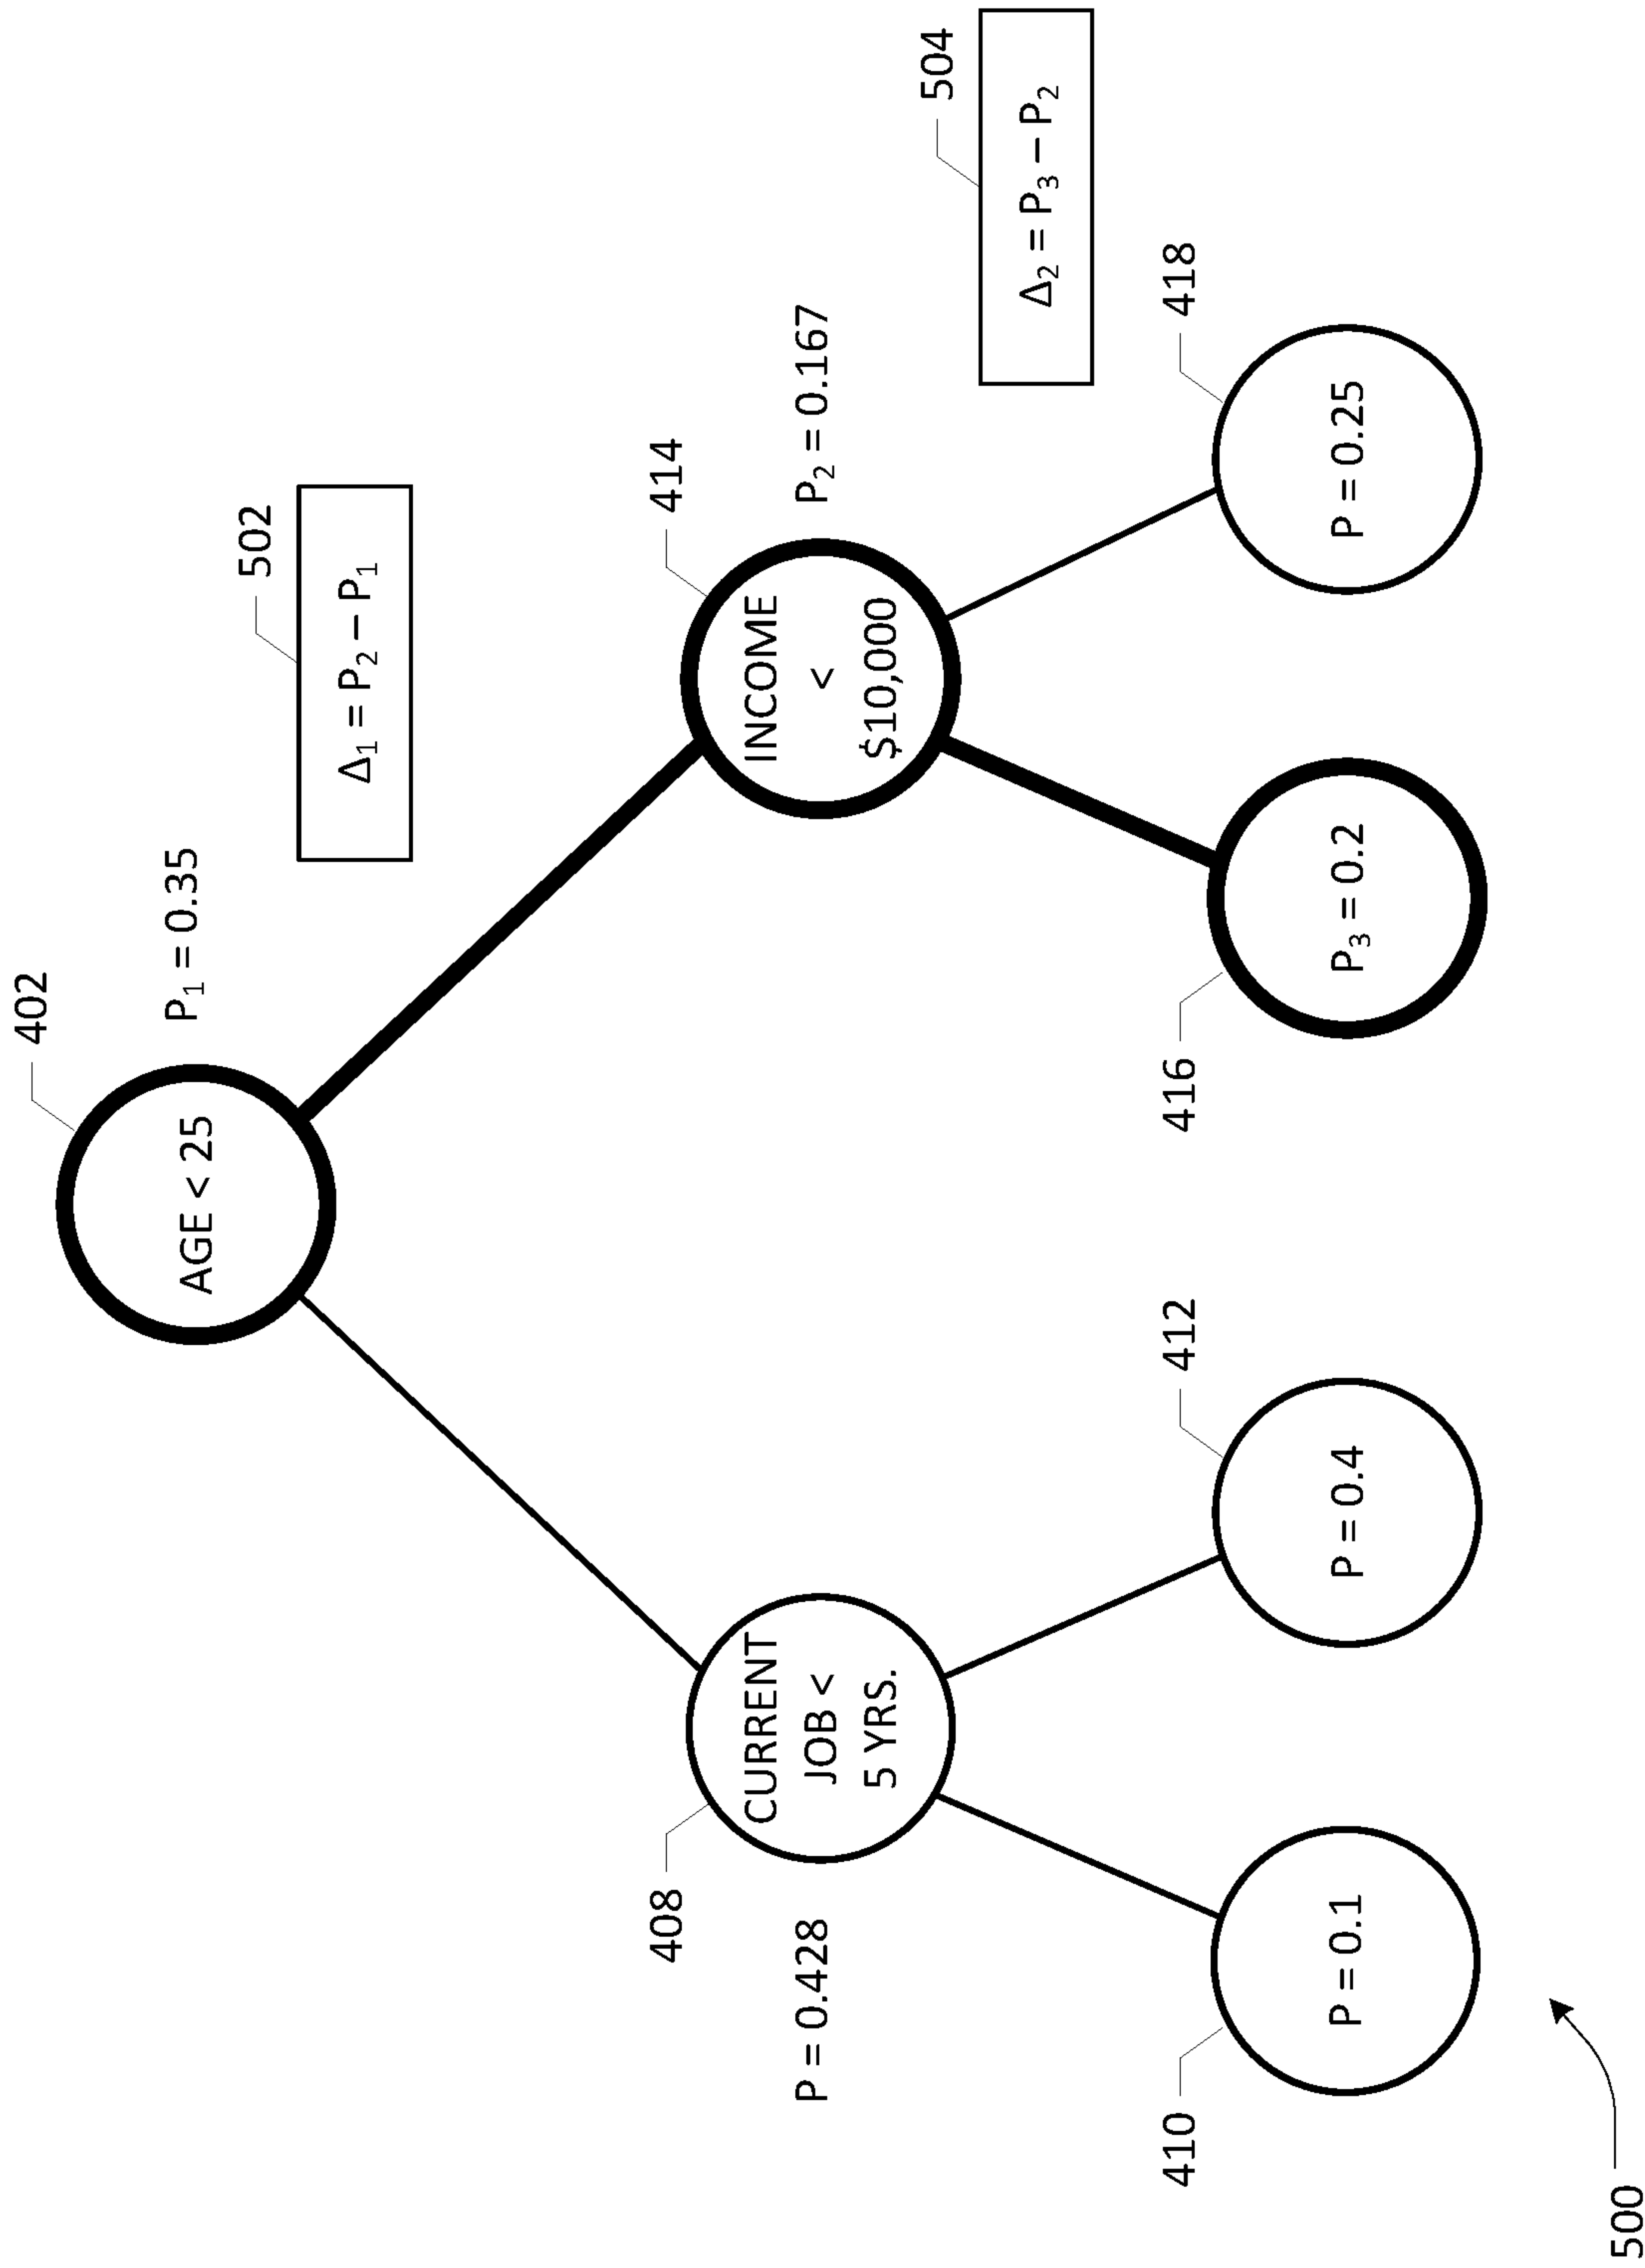 402
AGE < 25
P₁ = 0.35
502
Δ₁ = P₂ – P₁
408
CURRENT
JOB <
5 YRS.
P = 0.428
414
INCOME
<
$10,000
P₂ = 0.167
504
Δ₂ = P₃ – P₂
410
P = 0.1
412
P = 0.4
416
P₃ = 0.2
418
P = 0.25
500